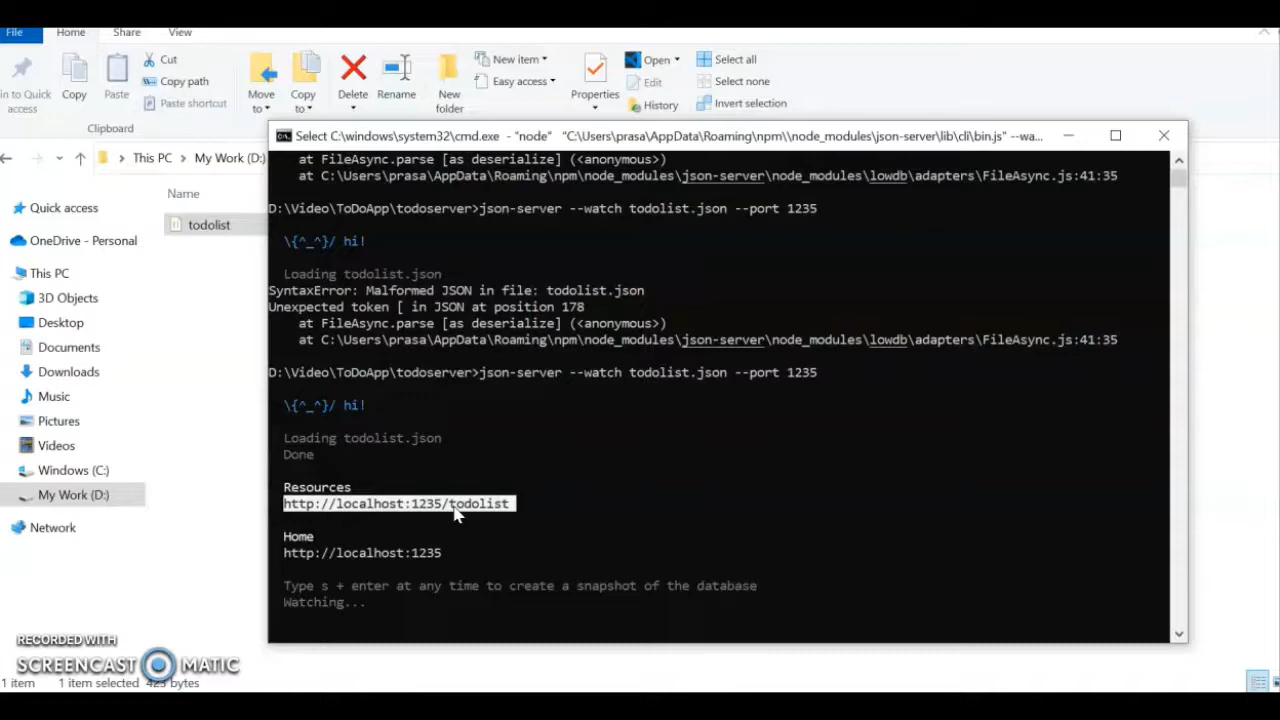 File Home Share View
in to Quick access
Copy
Paste
Cut
Copy path
Paste shortcut
Clipboard
Move to
Copy to
Delete
Rename
New folder
New item
Easy access
Properties
Open
Edit
History
Select all
Select none
Invert selection
This PC
My Work (D:)
Name
todolist
Quick access
OneDrive - Personal
This PC
3D Objects
Desktop
Documents
Downloads
Music
Pictures
Videos
Windows (C:)
My Work (D:)
Network
Select C:\windows\system32\cmd.exe - "node" "C:\Users\prasa\AppData\Roaming\npm\\node_modules\json-server\lib\cli\bin.js" --wa...
at FileAsync.parse [as deserialize] (<anonymous>)
at C:\Users\prasa\AppData\Roaming\npm\node_modules\json-server\node_modules\lowdb\adapters\FileAsync.js:41:35
D:\Video\ToDoApp\todoserver>json-server --watch todolist.json --port 1235
\{^_^}/ hi!
Loading todolist.json
SyntaxError: Malformed JSON in file: todolist.json
Unexpected token [ in JSON at position 178
at FileAsync.parse [as deserialize] (<anonymous>)
at C:\Users\prasa\AppData\Roaming\npm\node_modules\json-server\node_modules\lowdb\adapters\FileAsync.js:41:35
D:\Video\ToDoApp\todoserver>json-server --watch todolist.json --port 1235
\{^_^}/ hi!
Loading todolist.json
Done
Resources
http://localhost:1235/todolist
Home
http://localhost:1235
Type s + enter at any time to create a snapshot of the database
Watching...
RECORDED WITH
SCREENCAST MATIC
1 item 1 item selected 423 bytes